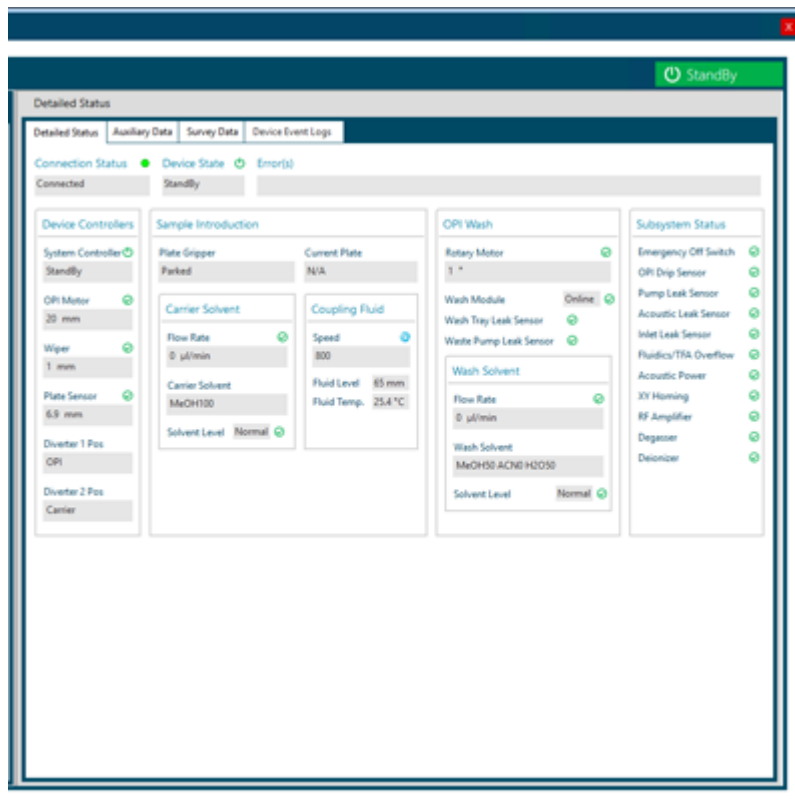 X
StandBy
Detailed Status
Detailed Status Auxiliary Data Survey Data Device Event Logs
Connection Status Device State Error(s)
Connected StandBy
Device Controllers
System Controller
StandBy
OPI Motor
20 mm
Wiper
1 mm
Plate Sensor
6.9 mm
Diverter 1 Pos
OPI
Diverter 2 Pos
Carrier
Sample Introduction
Plate Gripper
Parked
Current Plate
N/A
Carrier Solvent
Flow Rate
0 µl/min
Carrier Solvent
MeOH100
Solvent Level Normal
Coupling Fluid
Speed
800
Fluid Level 65 mm
Fluid Temp. 25.4 °C
OPI Wash
Rotary Motor
1 °
Wash Module Online
Wash Tray Leak Sensor
Waste Pump Leak Sensor
Wash Solvent
Flow Rate
0 µl/min
Wash Solvent
MeOH50 ACN0 H2O50
Solvent Level Normal
Subsystem Status
Emergency Off Switch
OPI Drip Sensor
Pump Leak Sensor
Acoustic Leak Sensor
Inlet Leak Sensor
Fluidics/TFA Overflow
Acoustic Power
XY Homing
RF Amplifier
Degasser
Deionizer